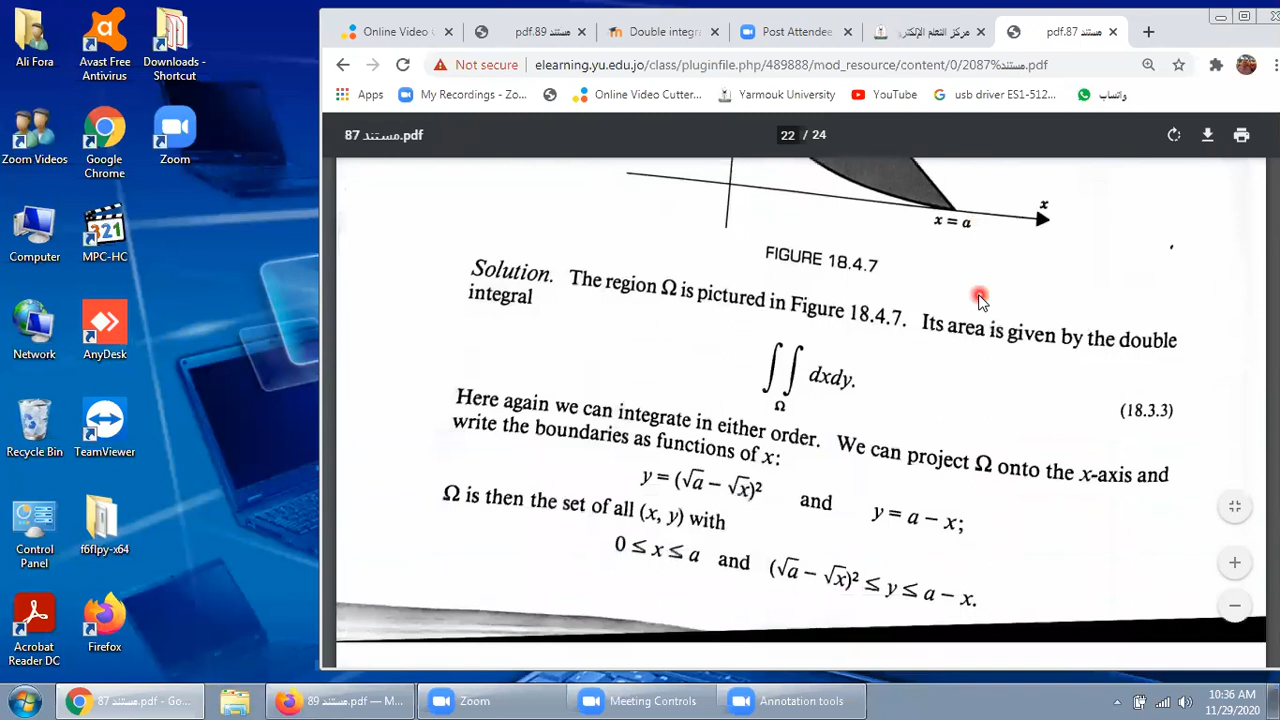 Online Video (
مستند 89.pdf
Double integr
Post Attendee
مركز التعلم الإلكتر
مستند 87.pdf
Not secure
elearning.yu.edu.jo/class/pluginfile.php/489888/mod_resource/content/0/2087%مستند.pdf
Apps
My Recordings - Zo...
Online Video Cutter...
Yarmouk University
YouTube
usb driver ES1-512...
واتساب
مستند 87.pdf
22 / 24
x
x = a
FIGURE 18.4.7
Solution. The region Ω is pictured in Figure 18.4.7. Its area is given by the double
integral
∫∫Ω dxdy.
(18.3.3)
Here again we can integrate in either order. We can project Ω onto the x-axis and
write the boundaries as functions of x:
y = (√a − √x)² and y = a − x;
Ω is then the set of all (x, y) with
0 ≤ x ≤ a and (√a − √x)² ≤ y ≤ a − x.
Ali Fora
Avast Free
Antivirus
Downloads -
Shortcut
Zoom Videos
Google
Chrome
Zoom
Computer
MPC-HC
Network
AnyDesk
Recycle Bin
TeamViewer
Control
Panel
f6flpy-x64
Acrobat
Reader DC
Firefox
مستند 87.pdf - Go...
مستند 89.pdf — M...
Zoom
Meeting Controls
Annotation tools
10:36 AM
11/29/2020